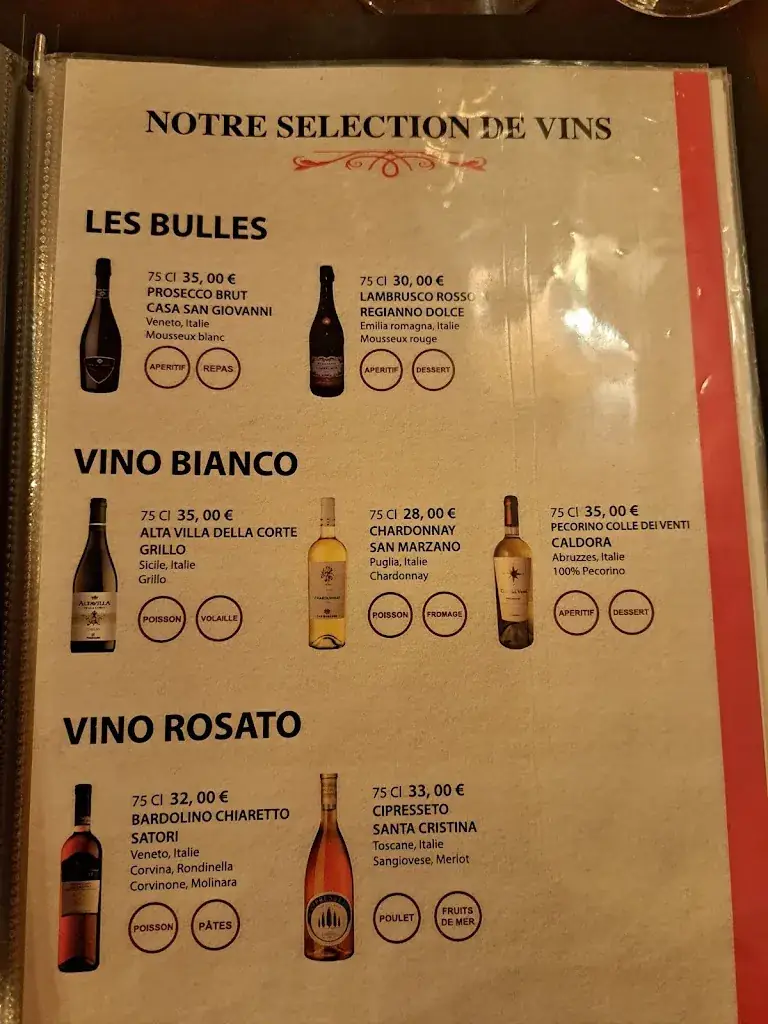 NOTRE SELECTION DE VINS
LES BULLES
75 Cl 35,00 €
PROSECCO BRUT
CASA SAN GIOVANNI
Veneto, Italie
Mousseux blanc
APERITIF REPAS
75 Cl 30,00 €
LAMBRUSCO ROSSO
REGIANNO DOLCE
Emilia romagna, Italie
Mousseux rouge
APERITIF DESSERT
VINO BIANCO
ALTAVILLA
75 Cl 35,00 €
ALTA VILLA DELLA CORTE
GRILLO
Sicile, Italie
Grillo
POISSON VOLAILLE
75 Cl 28,00 €
CHARDONNAY
SAN MARZANO
Puglia, Italie
Chardonnay
POISSON FROMAGE
75 Cl 35,00 €
PECORINO COLLE DEI VENTI
CALDORA
Abruzzes, Italie
100% Pecorino
APERITIF DESSERT
VINO ROSATO
75 Cl 32,00 €
BARDOLINO CHIARETTO
SATORI
Veneto, Italie
Corvina, Rondinella
Corvinone, Molinara
POISSON PÂTES
75 Cl 33,00 €
CIPRESSETO
SANTA CRISTINA
Toscane, Italie
Sangiovese, Merlot
POULET FRUITS
DE MER